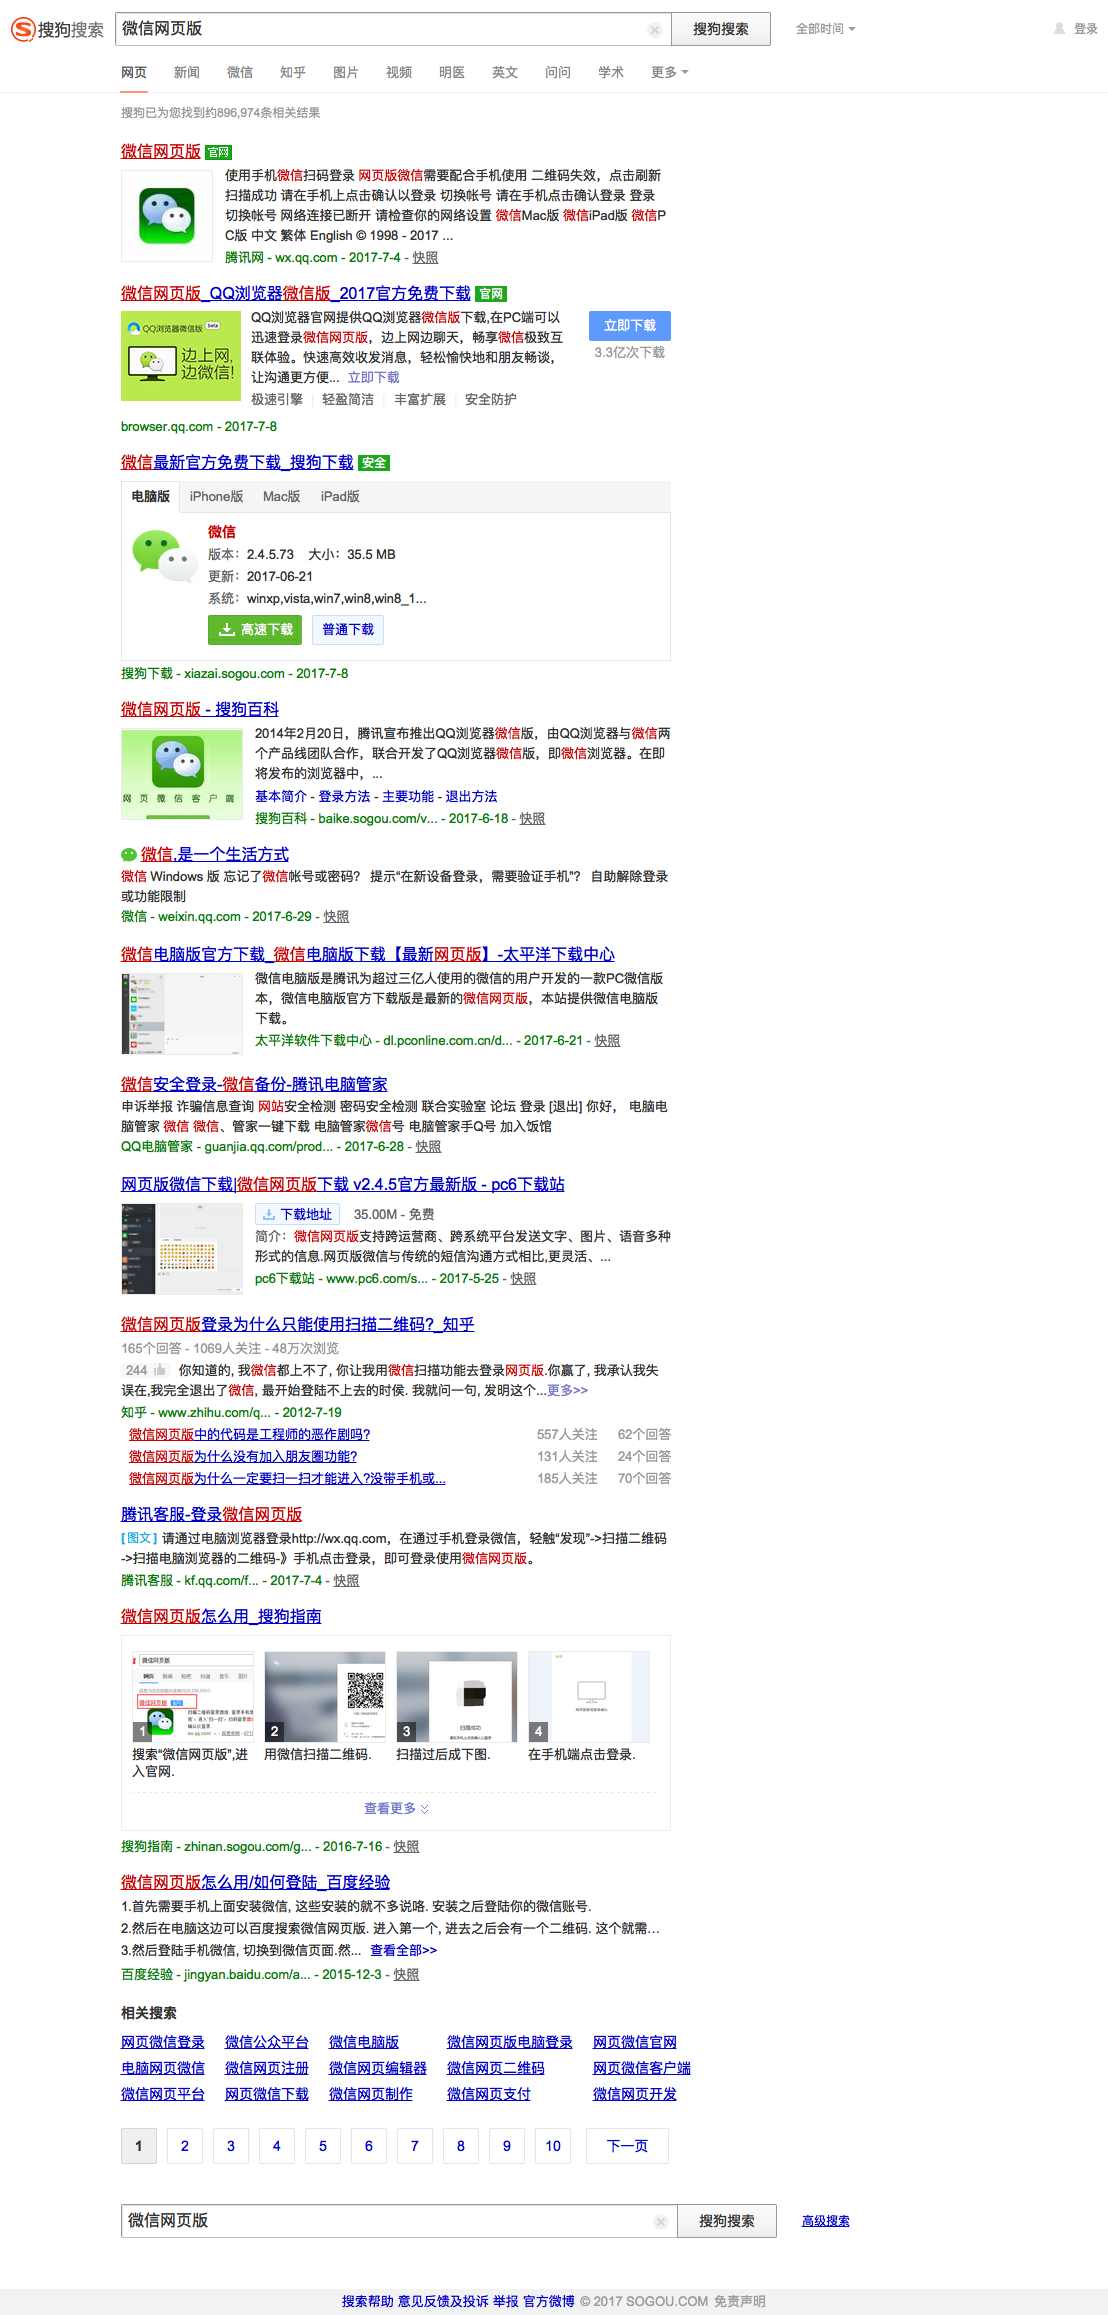 搜狗搜索 微信网页版 搜狗搜索 全部时间 登录
网页 新闻 微信 知乎 图片 视频 明医 英文 问问 学术 更多
搜狗已为您找到约896,974条相关结果
微信网页版 官网
使用手机微信扫码登录 网页版微信需要配合手机使用 二维码失效，点击刷新
扫描成功 请在手机上点击确认以登录 切换帐号 请在手机点击确认登录 登录
切换帐号 网络连接已断开 请检查你的网络设置 微信Mac版 微信iPad版 微信P
C版 中文 繁体 English © 1998 - 2017 ...
腾讯网 - wx.qq.com - 2017-7-4 - 快照
微信网页版_QQ浏览器微信版_2017官方免费下载 官网
QQ浏览器微信版 beta
边上网,
边微信!
QQ浏览器官网提供QQ浏览器微信版下载,在PC端可以
迅速登录微信网页版，边上网边聊天，畅享微信极致互
联体验。快速高效收发消息，轻松愉快地和朋友畅谈，
让沟通更方便... 立即下载
极速引擎 | 轻盈简洁 | 丰富扩展 | 安全防护
立即下载
3.3亿次下载
browser.qq.com - 2017-7-8
微信最新官方免费下载_搜狗下载 安全
电脑版 iPhone版 Mac版 iPad版
微信
版本：2.4.5.73 大小：35.5 MB
更新：2017-06-21
系统：winxp,vista,win7,win8,win8_1...
高速下载 普通下载
搜狗下载 - xiazai.sogou.com - 2017-7-8
微信网页版 - 搜狗百科
网页微信客户端
2014年2月20日，腾讯宣布推出QQ浏览器微信版，由QQ浏览器与微信两
个产品线团队合作，联合开发了QQ浏览器微信版，即微信浏览器。在即
将发布的浏览器中，...
基本简介 - 登录方法 - 主要功能 - 退出方法
搜狗百科 - baike.sogou.com/v... - 2017-6-18 - 快照
微信,是一个生活方式
微信 Windows 版 忘记了微信帐号或密码？ 提示“在新设备登录，需要验证手机”？ 自助解除登录
或功能限制
微信 - weixin.qq.com - 2017-6-29 - 快照
微信电脑版官方下载_微信电脑版下载【最新网页版】-太平洋下载中心
微信电脑版是腾讯为超过三亿人使用的微信的用户开发的一款PC微信版
本，微信电脑版官方下载版是最新的微信网页版，本站提供微信电脑版
下载。
太平洋软件下载中心 - dl.pconline.com.cn/d... - 2017-6-21 - 快照
微信安全登录-微信备份-腾讯电脑管家
申诉举报 诈骗信息查询 网站安全检测 密码安全检测 联合实验室 论坛 登录 [退出] 你好， 电脑电
脑管家 微信 微信、管家一键下载 电脑管家微信号 电脑管家手Q号 加入饭馆
QQ电脑管家 - guanjia.qq.com/prod... - 2017-6-28 - 快照
网页版微信下载|微信网页版下载 v2.4.5官方最新版 - pc6下载站
下载地址 35.00M - 免费
简介：微信网页版支持跨运营商、跨系统平台发送文字、图片、语音多种
形式的信息.网页版微信与传统的短信沟通方式相比,更灵活、...
pc6下载站 - www.pc6.com/s... - 2017-5-25 - 快照
微信网页版登录为什么只能使用扫描二维码?_知乎
165个回答 - 1069人关注 - 48万次浏览
244 你知道的, 我微信都上不了, 你让我用微信扫描功能去登录网页版.你赢了, 我承认我失
误在,我完全退出了微信, 最开始登陆不上去的时侯. 我就问一句, 发明这个...更多>>
知乎 - www.zhihu.com/q... - 2012-7-19
微信网页版中的代码是工程师的恶作剧吗? 557人关注 62个回答
微信网页版为什么没有加入朋友圈功能? 131人关注 24个回答
微信网页版为什么一定要扫一扫才能进入?没带手机或... 185人关注 70个回答
腾讯客服-登录微信网页版
[图文] 请通过电脑浏览器登录http://wx.qq.com，在通过手机登录微信，轻触“发现”->扫描二维码
->扫描电脑浏览器的二维码-》手机点击登录，即可登录使用微信网页版。
腾讯客服 - kf.qq.com/f... - 2017-7-4 - 快照
微信网页版怎么用_搜狗指南
微信网页版
微信网页版
扫描成功
1 2 3 4
搜索“微信网页版”,进
入官网.
用微信扫描二维码.
扫描过后成下图.
在手机端点击登录.
查看更多
搜狗指南 - zhinan.sogou.com/g... - 2016-7-16 - 快照
微信网页版怎么用/如何登陆_百度经验
1.首先需要手机上面安装微信, 这些安装的就不多说咯. 安装之后登陆你的微信账号.
2.然后在电脑这边可以百度搜索微信网页版. 进入第一个, 进去之后会有一个二维码. 这个就需...
3.然后登陆手机微信, 切换到微信页面.然... 查看全部>>
百度经验 - jingyan.baidu.com/a... - 2015-12-3 - 快照
相关搜索
网页微信登录 微信公众平台 微信电脑版 微信网页版电脑登录 网页微信官网
电脑网页微信 微信网页注册 微信网页编辑器 微信网页二维码 网页微信客户端
微信网页平台 网页微信下载 微信网页制作 微信网页支付 微信网页开发
1 2 3 4 5 6 7 8 9 10 下一页
微信网页版 搜狗搜索 高级搜索
搜索帮助 意见反馈及投诉 举报 官方微博 © 2017 SOGOU.COM 免责声明